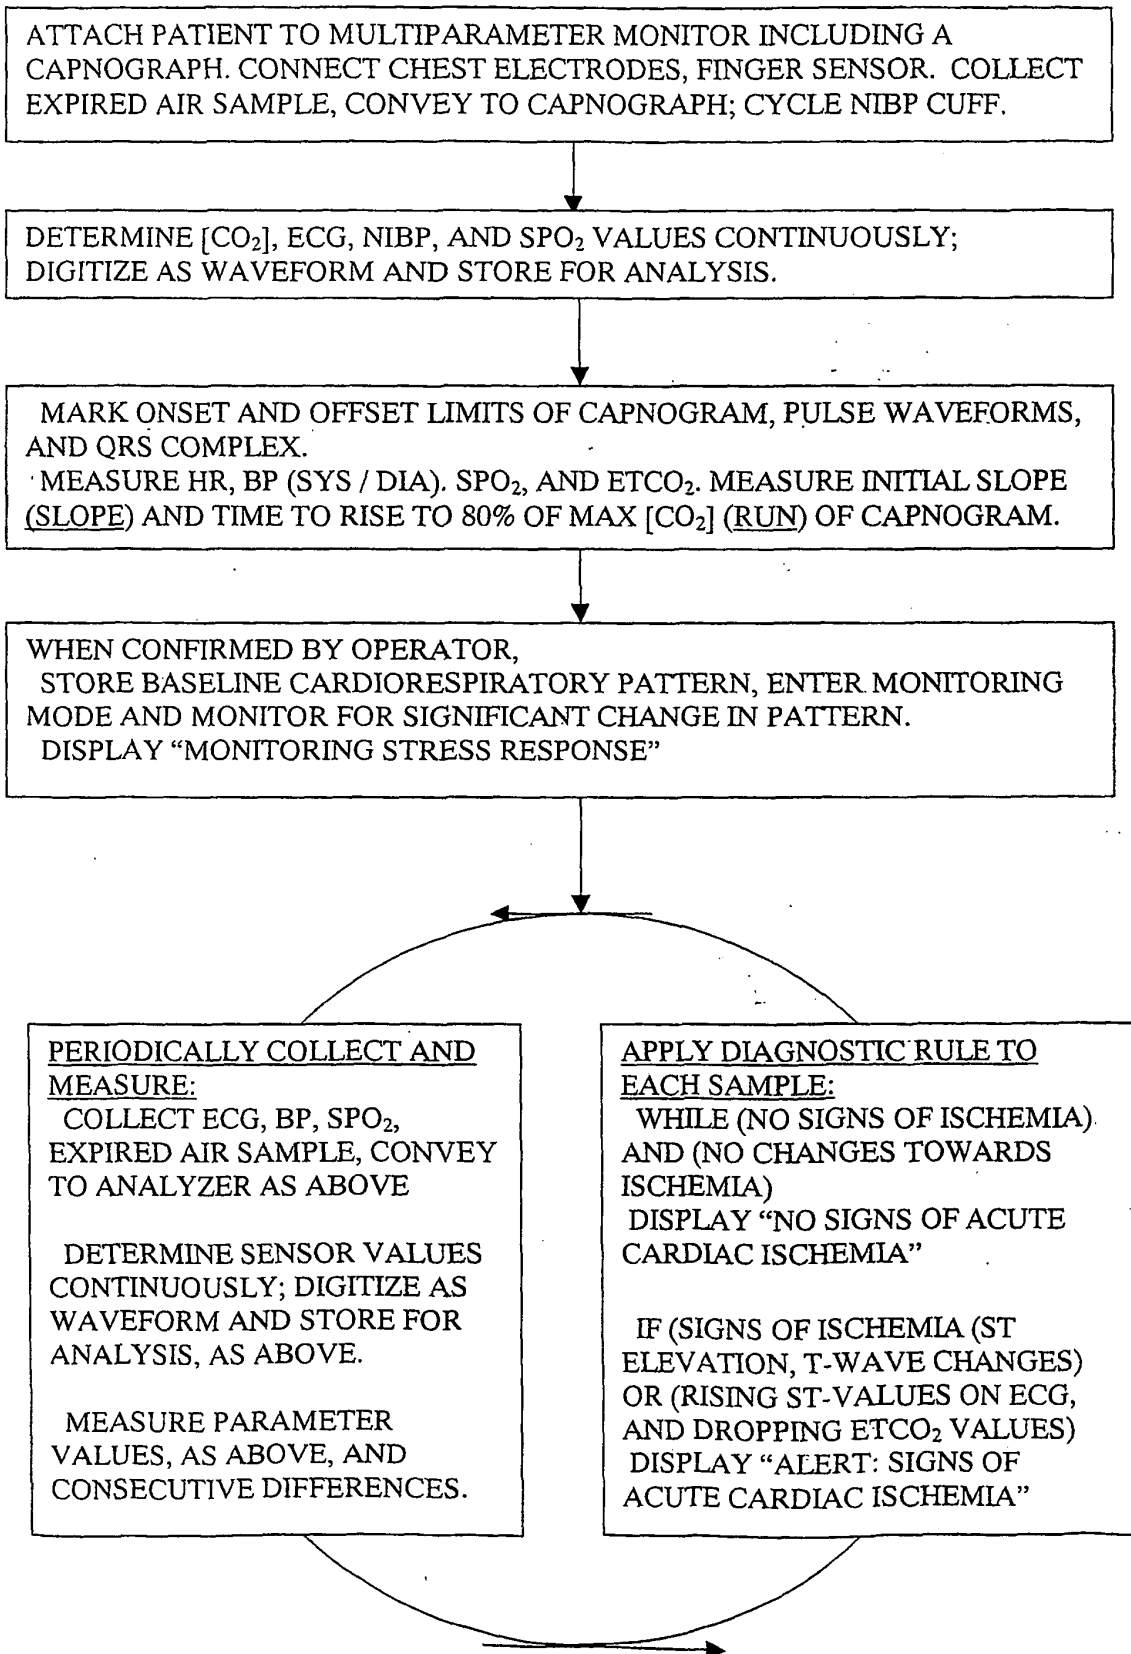 ATTACH PATIENT TO MULTIPARAMETER MONITOR INCLUDING A
CAPNOGRAPH. CONNECT CHEST ELECTRODES, FINGER SENSOR. COLLECT
EXPIRED AIR SAMPLE, CONVEY TO CAPNOGRAPH; CYCLE NIBP CUFF.
DETERMINE [CO₂], ECG, NIBP, AND SPO₂ VALUES CONTINUOUSLY;
DIGITIZE AS WAVEFORM AND STORE FOR ANALYSIS.
MARK ONSET AND OFFSET LIMITS OF CAPNOGRAM, PULSE WAVEFORMS,
AND QRS COMPLEX.
MEASURE HR, BP (SYS / DIA). SPO₂, AND ETCO₂. MEASURE INITIAL SLOPE
(SLOPE) AND TIME TO RISE TO 80% OF MAX [CO₂] (RUN) OF CAPNOGRAM.
WHEN CONFIRMED BY OPERATOR,
STORE BASELINE CARDIORESPIRATORY PATTERN, ENTER MONITORING
MODE AND MONITOR FOR SIGNIFICANT CHANGE IN PATTERN.
DISPLAY “MONITORING STRESS RESPONSE”
PERIODICALLY COLLECT AND
MEASURE:
COLLECT ECG, BP, SPO₂,
EXPIRED AIR SAMPLE, CONVEY
TO ANALYZER AS ABOVE
DETERMINE SENSOR VALUES
CONTINUOUSLY; DIGITIZE AS
WAVEFORM AND STORE FOR
ANALYSIS, AS ABOVE.
MEASURE PARAMETER
VALUES, AS ABOVE, AND
CONSECUTIVE DIFFERENCES.
APPLY DIAGNOSTIC RULE TO
EACH SAMPLE:
WHILE (NO SIGNS OF ISCHEMIA)
AND (NO CHANGES TOWARDS
ISCHEMIA)
DISPLAY “NO SIGNS OF ACUTE
CARDIAC ISCHEMIA”
IF (SIGNS OF ISCHEMIA (ST
ELEVATION, T-WAVE CHANGES)
OR (RISING ST-VALUES ON ECG,
AND DROPPING ETCO₂ VALUES)
DISPLAY “ALERT: SIGNS OF
ACUTE CARDIAC ISCHEMIA”